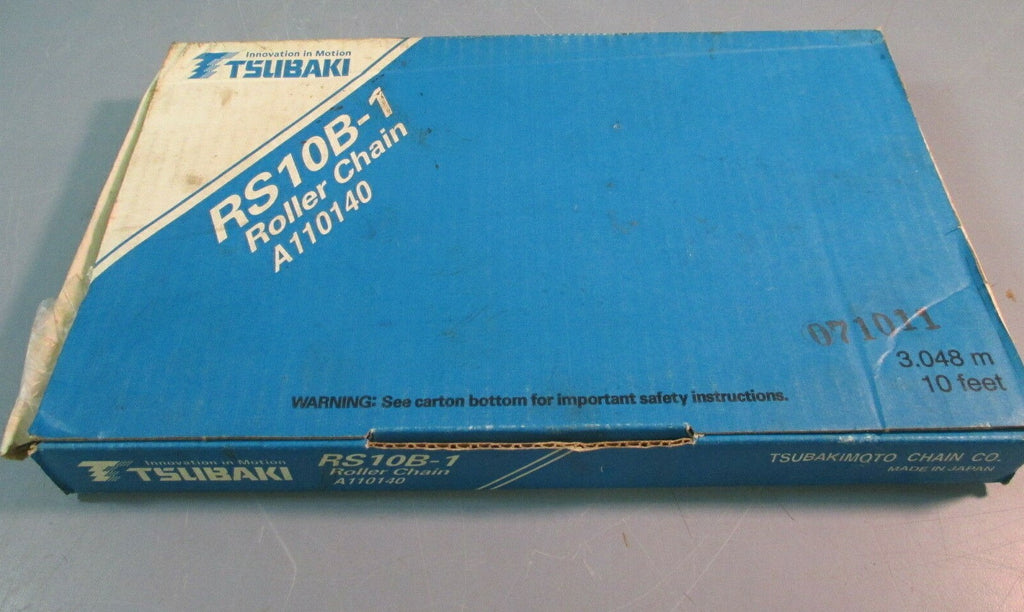 Innovation in Motion
TSUBAKI
RS10B-1
Roller Chain
A110140
071011
3.048 m
10 feet
WARNING: See carton bottom for important safety instructions.
Innovation in Motion
TSUBAKI
RS10B-1
Roller Chain
A110140
TSUBAKIMOTO CHAIN CO.
MADE IN JAPAN